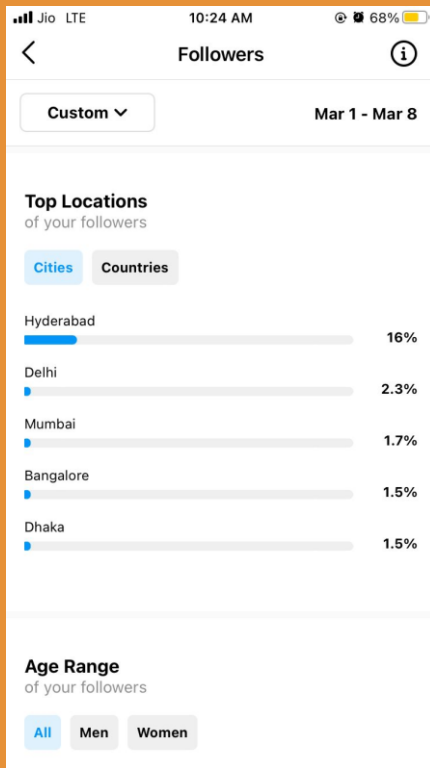 Jio LTE 10:24 AM 68%
Followers
Custom Mar 1 - Mar 8
Top Locations
of your followers
Cities Countries
Hyderabad
16%
Delhi
2.3%
Mumbai
1.7%
Bangalore
1.5%
Dhaka
1.5%
Age Range
of your followers
All Men Women